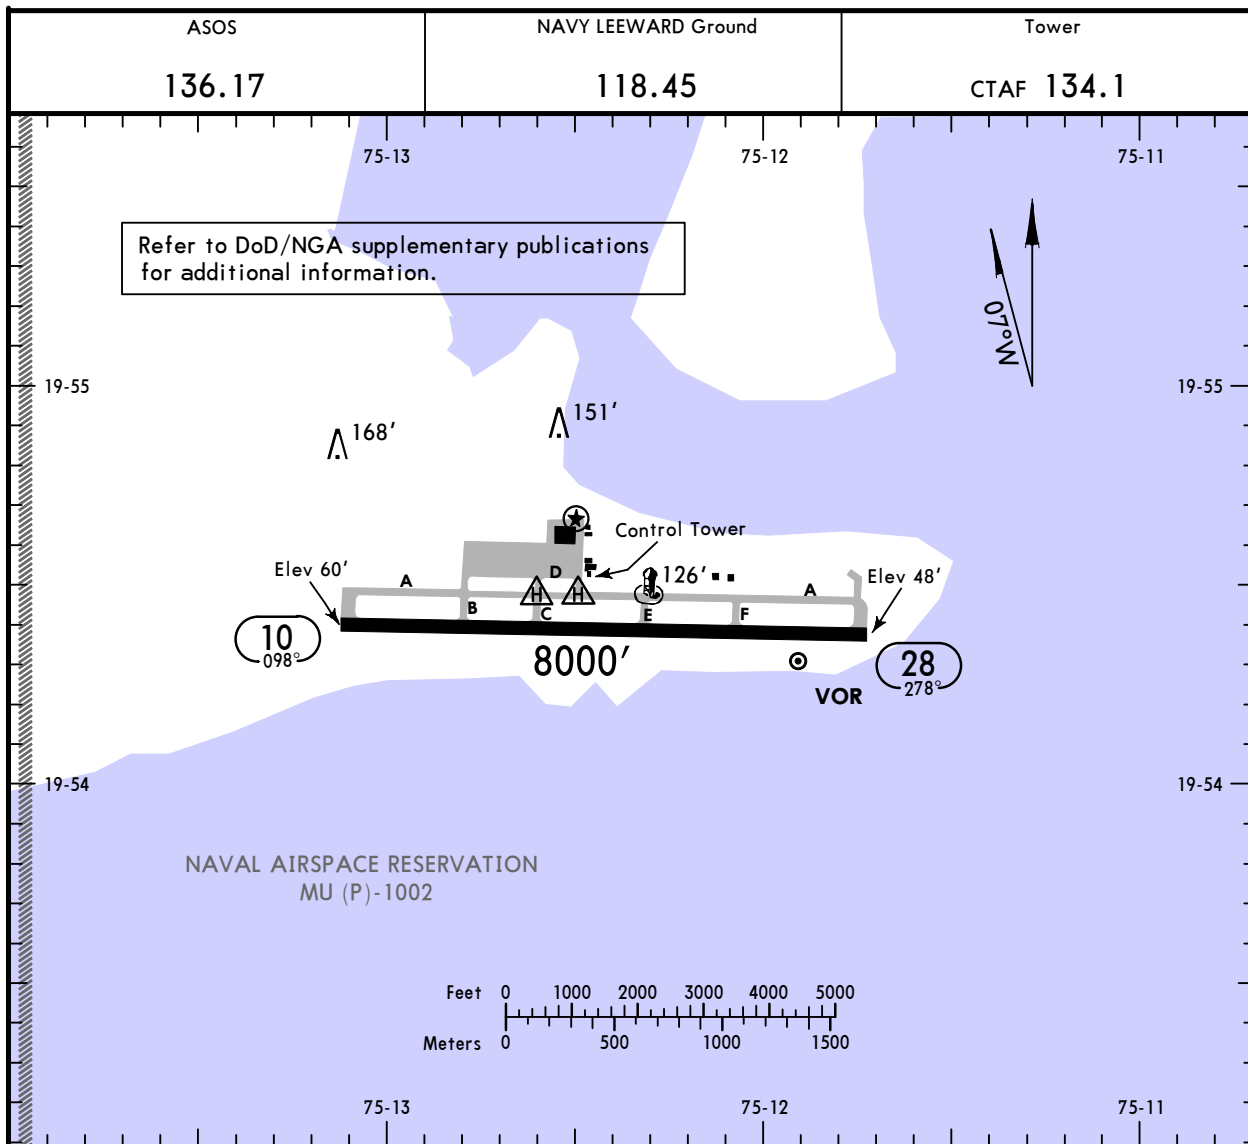 ASOS
136.17
NAVY LEEWARD Ground
118.45
Tower
CTAF 134.1
75-13
75-12
75-11
Refer to DoD/NGA supplementary publications
for additional information.
07°W
19-55
19-55
168'
151'
Control Tower
Elev 60'
A
D
126'
A
Elev 48'
H
H
B
C
E
F
10
098°
8000'
28
278°
VOR
19-54
19-54
NAVAL AIRSPACE RESERVATION
MU (P)-1002
Feet 0 1000 2000 3000 4000 5000
Meters 0 500 1000 1500
75-13
75-12
75-11